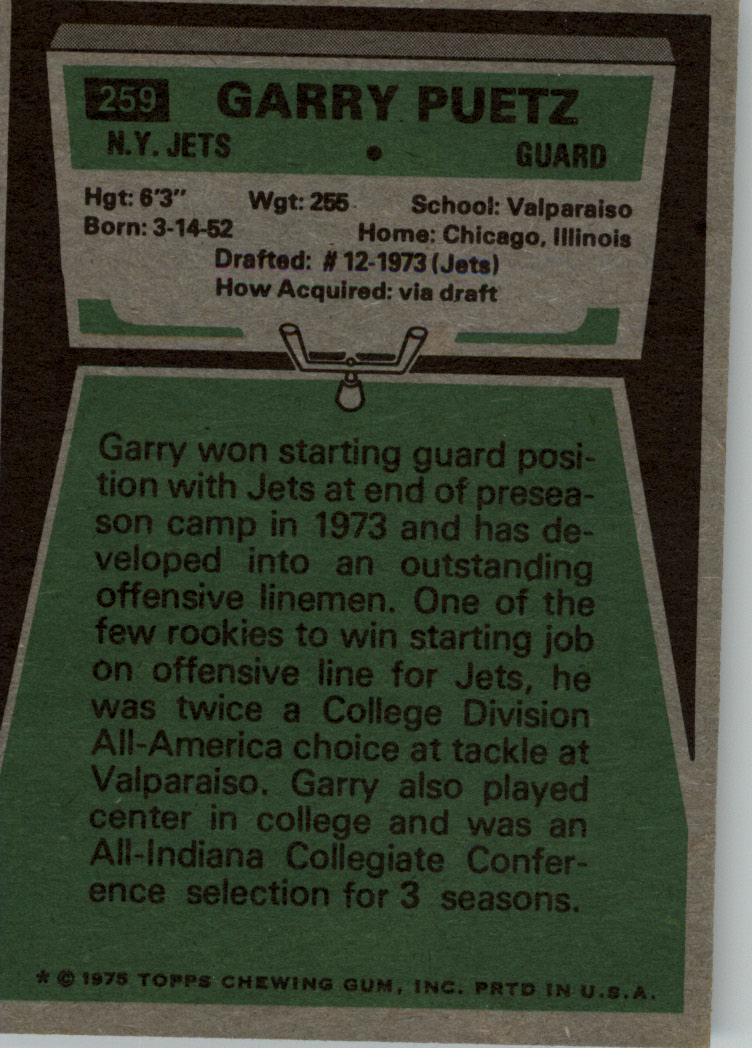 259 GARRY PUETZ
N.Y. JETS • GUARD
Hgt: 6'3" Wgt: 255 School: Valparaiso
Born: 3-14-52 Home: Chicago, Illinois
Drafted: #12-1973 (Jets)
How Acquired: via draft
Garry won starting guard posi-
tion with Jets at end of presea-
son camp in 1973 and has de-
veloped into an outstanding
offensive linemen. One of the
few rookies to win starting job
on offensive line for Jets, he
was twice a College Division
All-America choice at tackle at
Valparaiso. Garry also played
center in college and was an
All-Indiana Collegiate Confer-
ence selection for 3 seasons.
* © 1975 TOPPS CHEWING GUM, INC. PRTD IN U.S.A.